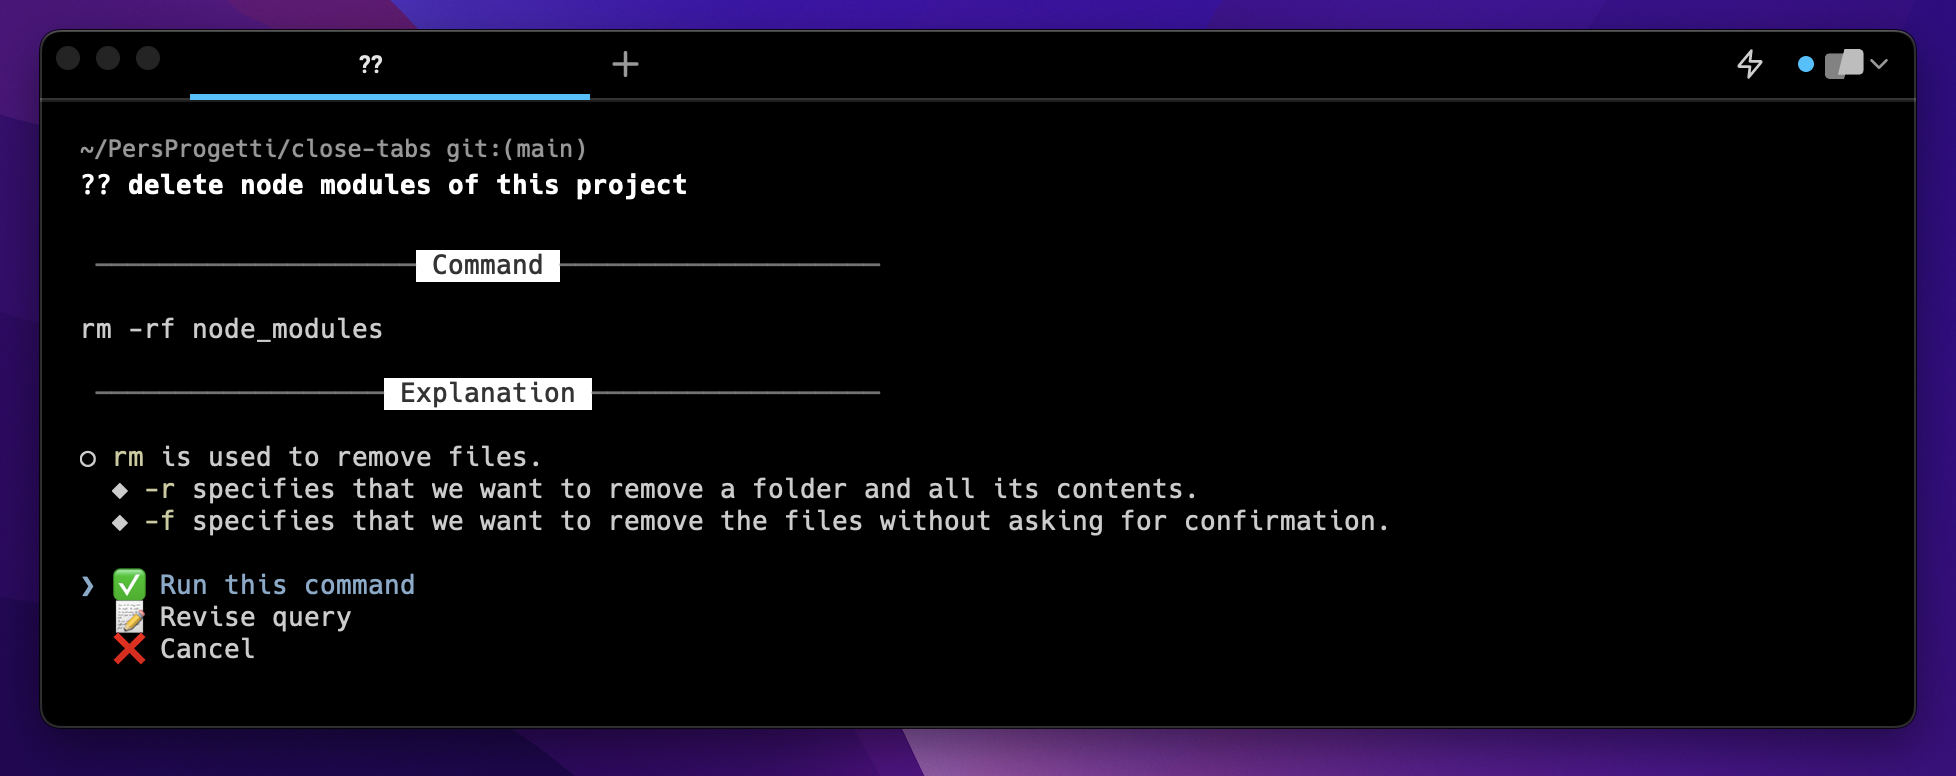 ??
~/PersProgetti/close-tabs git:(main)
?? delete node modules of this project
Command
rm -rf node_modules
Explanation
rm is used to remove files.
-r specifies that we want to remove a folder and all its contents.
-f specifies that we want to remove the files without asking for confirmation.
❯ ✅ Run this command
📝 Revise query
❌ Cancel